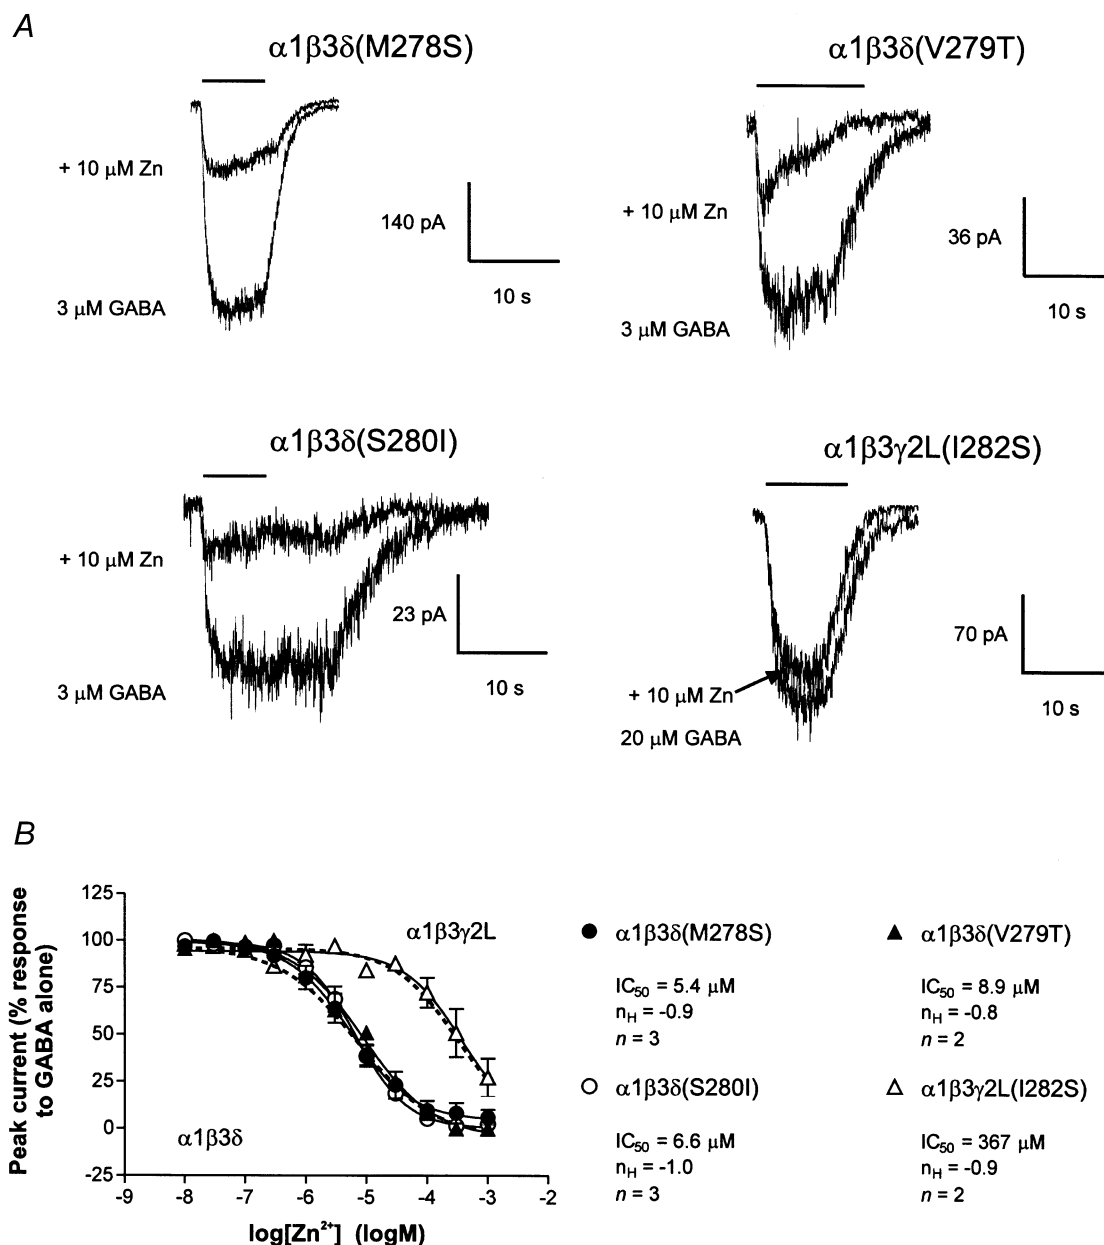 A
α1β3δ(M278S)
+ 10 μM Zn
3 μM GABA
140 pA
10 s
α1β3δ(V279T)
+ 10 μM Zn
3 μM GABA
36 pA
10 s
α1β3δ(S280I)
+ 10 μM Zn
3 μM GABA
23 pA
10 s
α1β3γ2L(I282S)
+ 10 μM Zn
20 μM GABA
70 pA
10 s
B
Peak current (% response
to GABA alone)
125
100
75
50
25
0
-25
-9
-8
-7
-6
-5
-4
-3
-2
log[Zn²⁺] (logM)
α1β3γ2L
α1β3δ
α1β3δ(M278S)
IC₅₀ = 5.4 μM
n_H = -0.9
n = 3
α1β3δ(V279T)
IC₅₀ = 8.9 μM
n_H = -0.8
n = 2
α1β3δ(S280I)
IC₅₀ = 6.6 μM
n_H = -1.0
n = 3
α1β3γ2L(I282S)
IC₅₀ = 367 μM
n_H = -0.9
n = 2